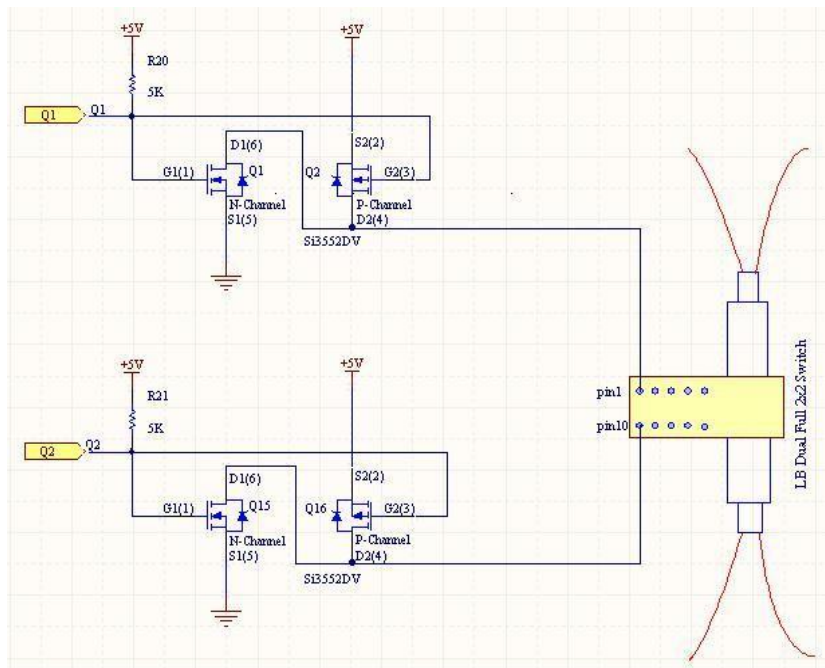 +5V
+5V
R20
5K
Q1
Q1
D1(6)
S2(2)
G1(1)
Q1
Q2
G2(3)
N-Channel
P-Channel
S1(5)
D2(4)
Si3552DV
+5V
+5V
R21
5K
Q2
Q2
D1(6)
S2(2)
G1(1)
Q15
Q16
G2(3)
N-Channel
P-Channel
S1(5)
D2(4)
Si3552DV
pin1
pin10
LB Dual Full 2x2 Switch